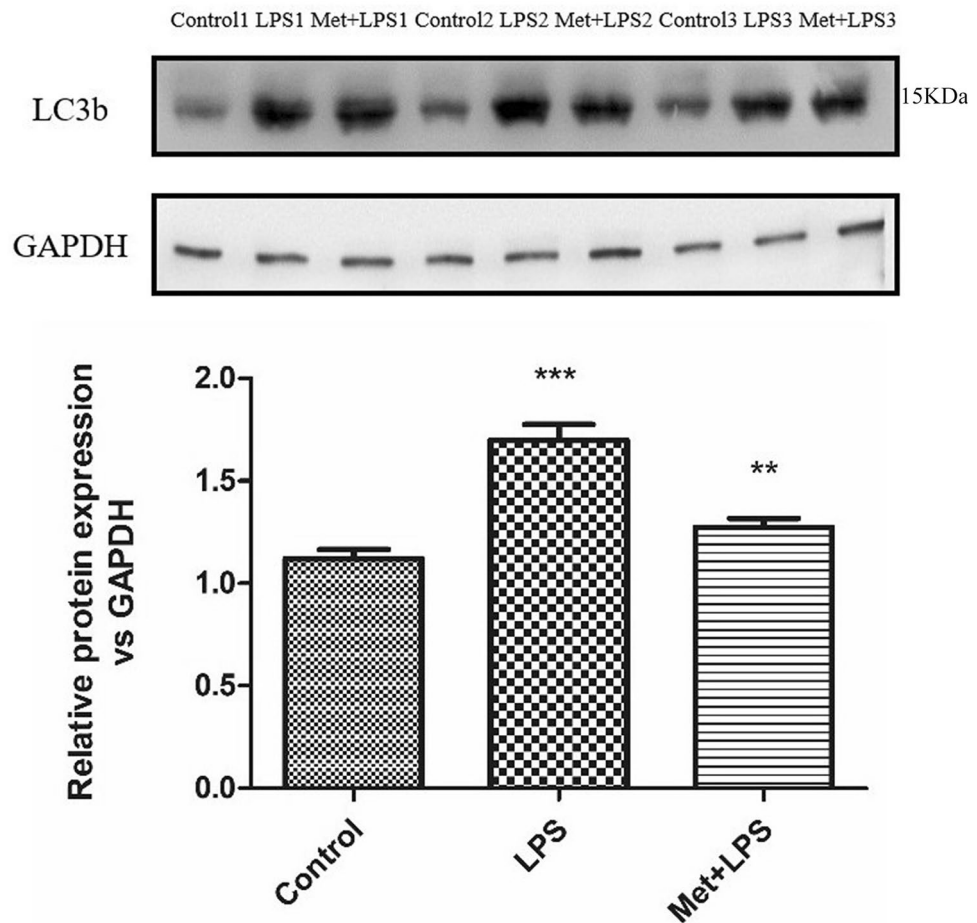 Control1 LPS1 Met+LPS1 Control2 LPS2 Met+LPS2 Control3 LPS3 Met+LPS3
LC3b
15KDa
GAPDH
Relative protein expression
vs GAPDH
2.0
1.5
1.0
0.5
0.0
***
**
Control
LPS
Met+LPS